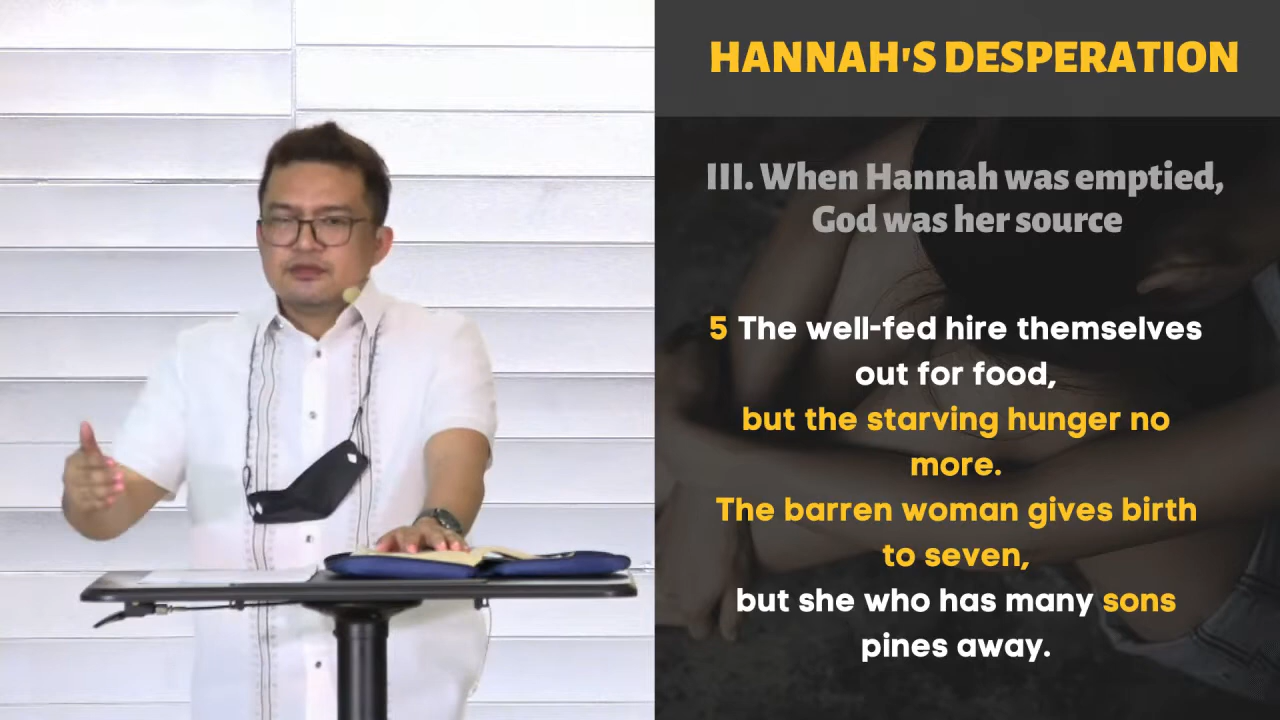 HANNAH'S DESPERATION
III. When Hannah was emptied,
God was her source
5 The well-fed hire themselves
out for food,
but the starving hunger no
more.
The barren woman gives birth
to seven,
but she who has many sons
pines away.